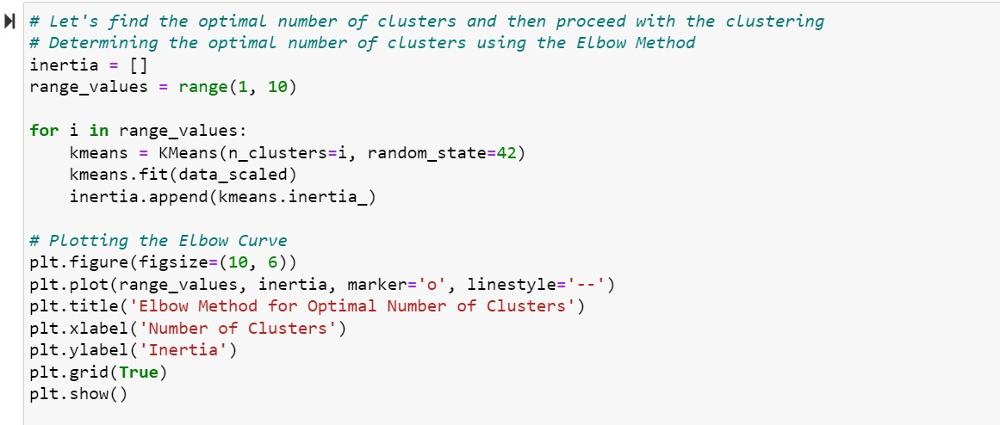 # Let's find the optimal number of clusters and then proceed with the clustering
# Determining the optimal number of clusters using the Elbow Method
inertia = []
range_values = range(1, 10)
for i in range_values:
    kmeans = KMeans(n_clusters=i, random_state=42)
    kmeans.fit(data_scaled)
    inertia.append(kmeans.inertia_)
# Plotting the Elbow Curve
plt.figure(figsize=(10, 6))
plt.plot(range_values, inertia, marker='o', linestyle='--')
plt.title('Elbow Method for Optimal Number of Clusters')
plt.xlabel('Number of Clusters')
plt.ylabel('Inertia')
plt.grid(True)
plt.show()